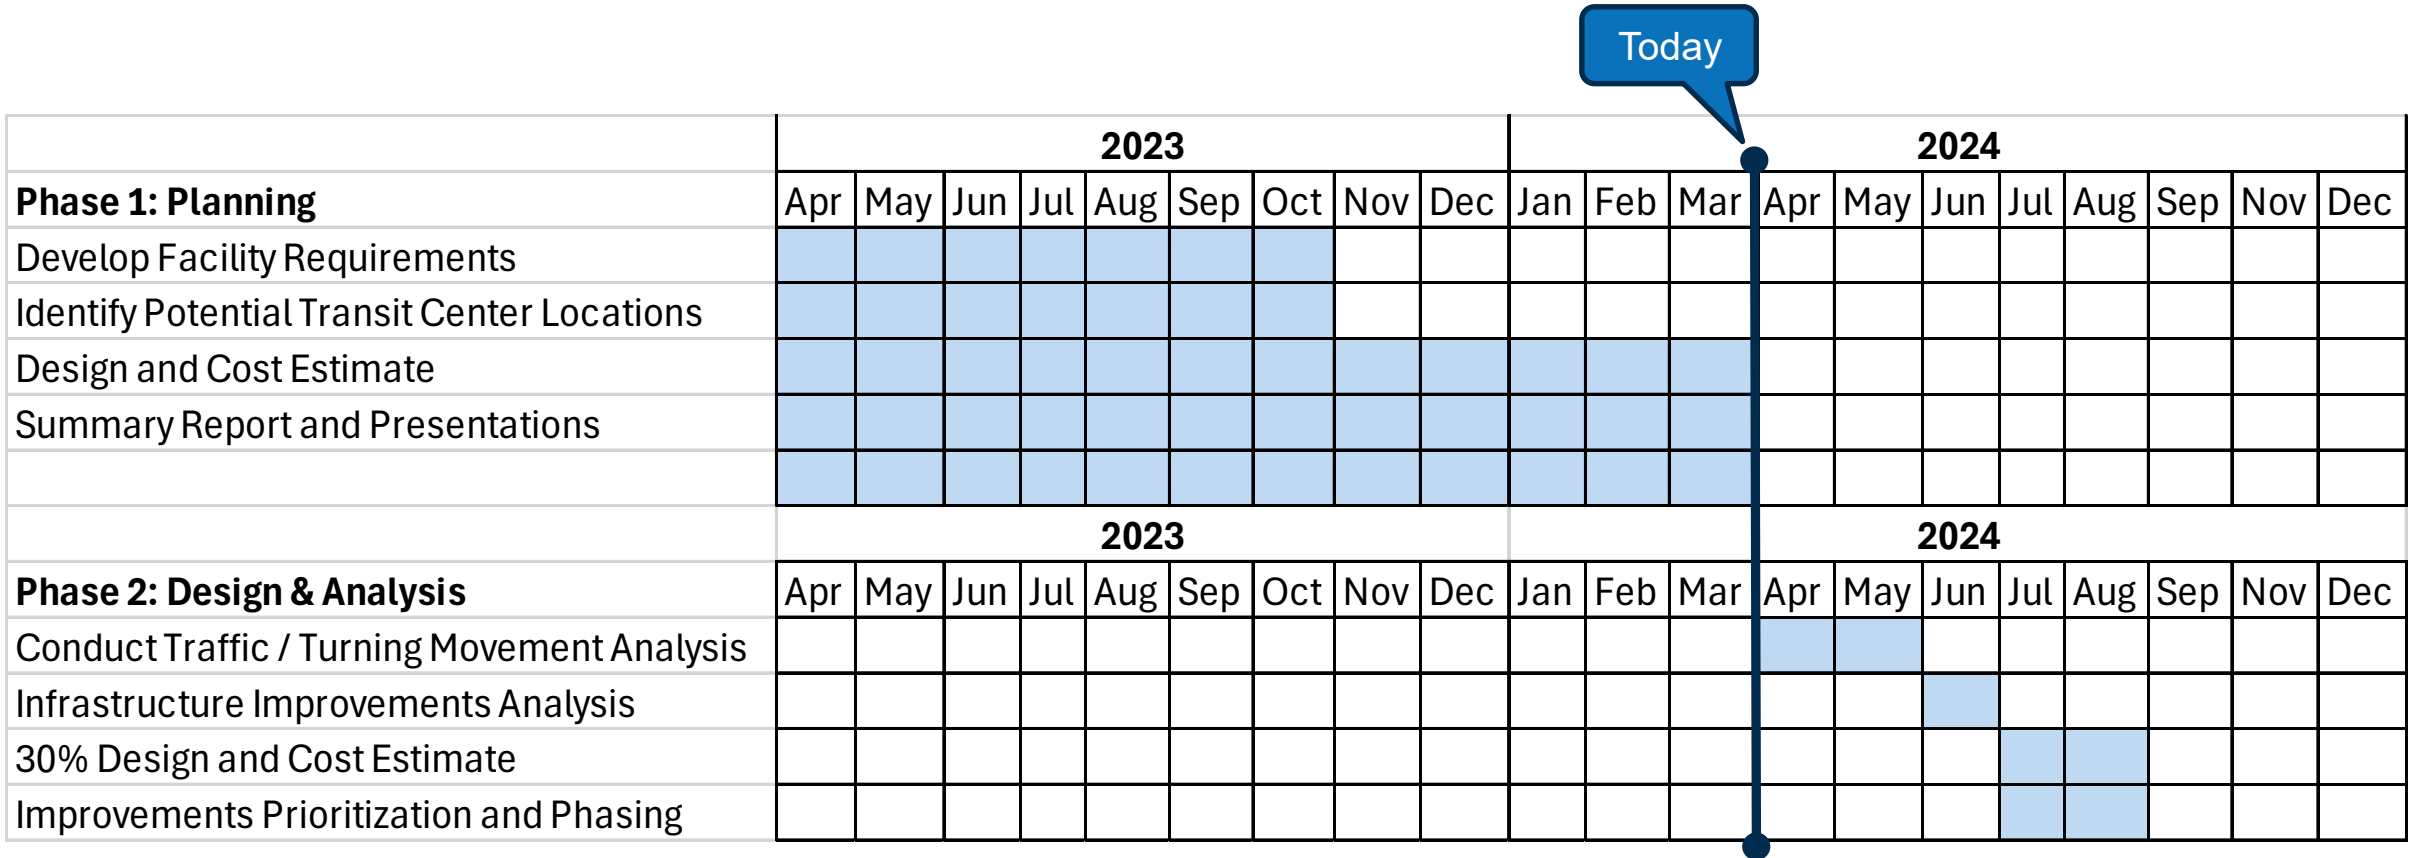 Today
2023 2024
Phase 1: Planning Apr May Jun Jul Aug Sep Oct Nov Dec Jan Feb Mar Apr May Jun Jul Aug Sep Nov Dec
Develop Facility Requirements
Identify Potential Transit Center Locations
Design and Cost Estimate
Summary Report and Presentations
2023 2024
Phase 2: Design & Analysis Apr May Jun Jul Aug Sep Oct Nov Dec Jan Feb Mar Apr May Jun Jul Aug Sep Nov Dec
Conduct Traffic / Turning Movement Analysis
Infrastructure Improvements Analysis
30% Design and Cost Estimate
Improvements Prioritization and Phasing